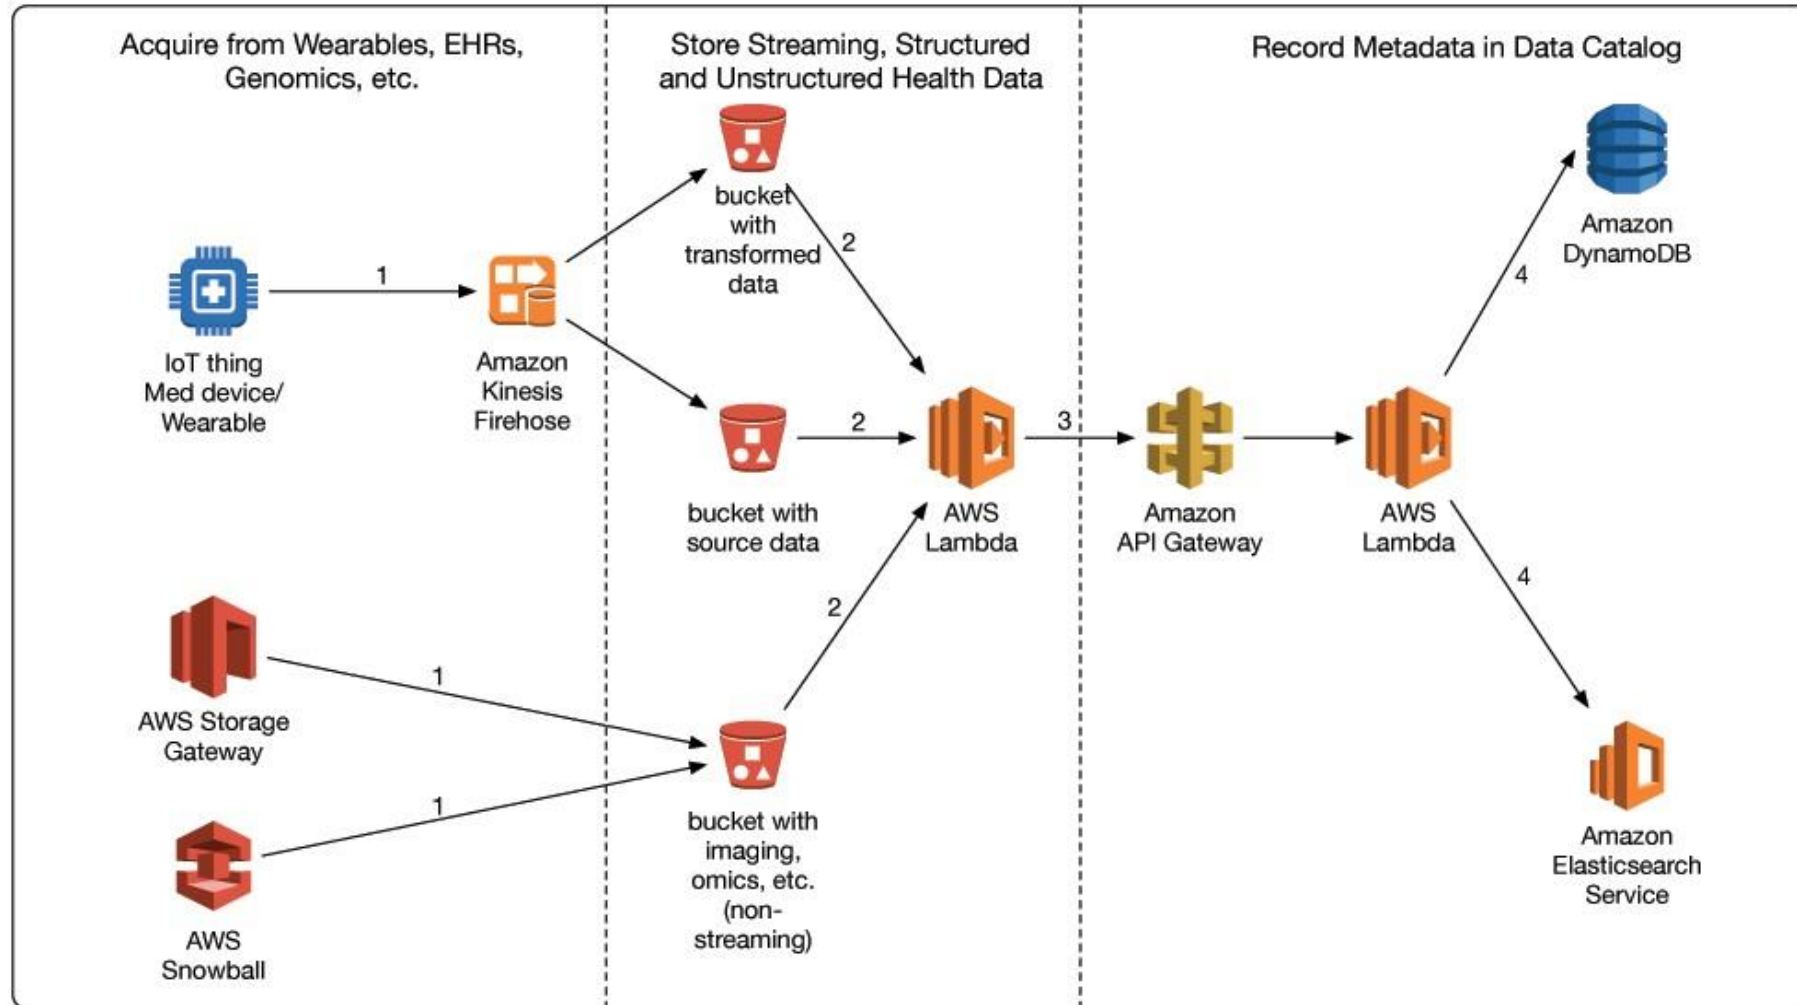 Acquire from Wearables, EHRs,
Genomics, etc.
Store Streaming, Structured
and Unstructured Health Data
Record Metadata in Data Catalog
bucket
with
transformed
data
2
Amazon
DynamoDB
4
1
IoT thing
Med device/
Wearable
Amazon
Kinesis
Firehose
2
3
bucket with
source data
AWS
Lambda
Amazon
API Gateway
AWS
Lambda
4
2
1
AWS Storage
Gateway
1
bucket with
imaging,
omics, etc.
(non-
streaming)
Amazon
Elasticsearch
Service
AWS
Snowball